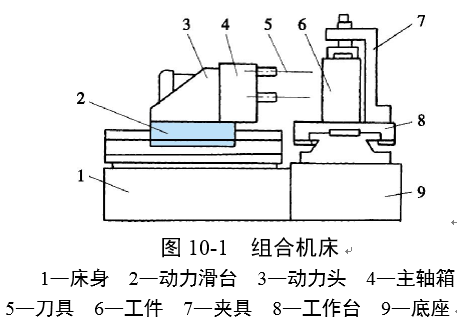 3 4 5 6 7
2
8
1
9
图 10-1 组合机床
1—床身 2—动力滑台 3—动力头 4—主轴箱
5—刀具 6—工件 7—夹具 8—工作台 9—底座